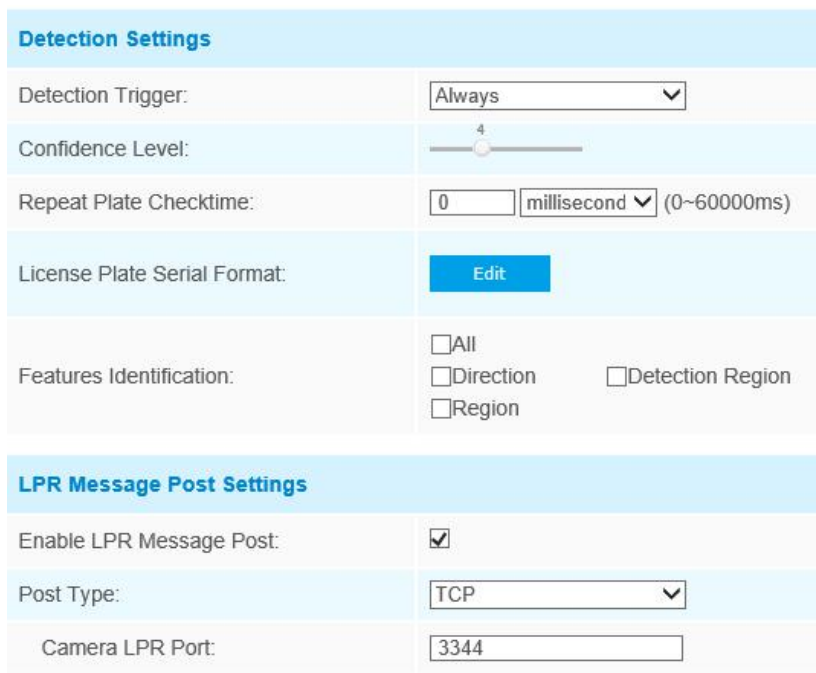 Detection Settings
Detection Trigger: Always
4
Confidence Level:
Repeat Plate Checktime: 0 millisecond (0~60000ms)
License Plate Serial Format: Edit
All
Features Identification: Direction Detection Region
Region
LPR Message Post Settings
Enable LPR Message Post:
Post Type: TCP
Camera LPR Port: 3344